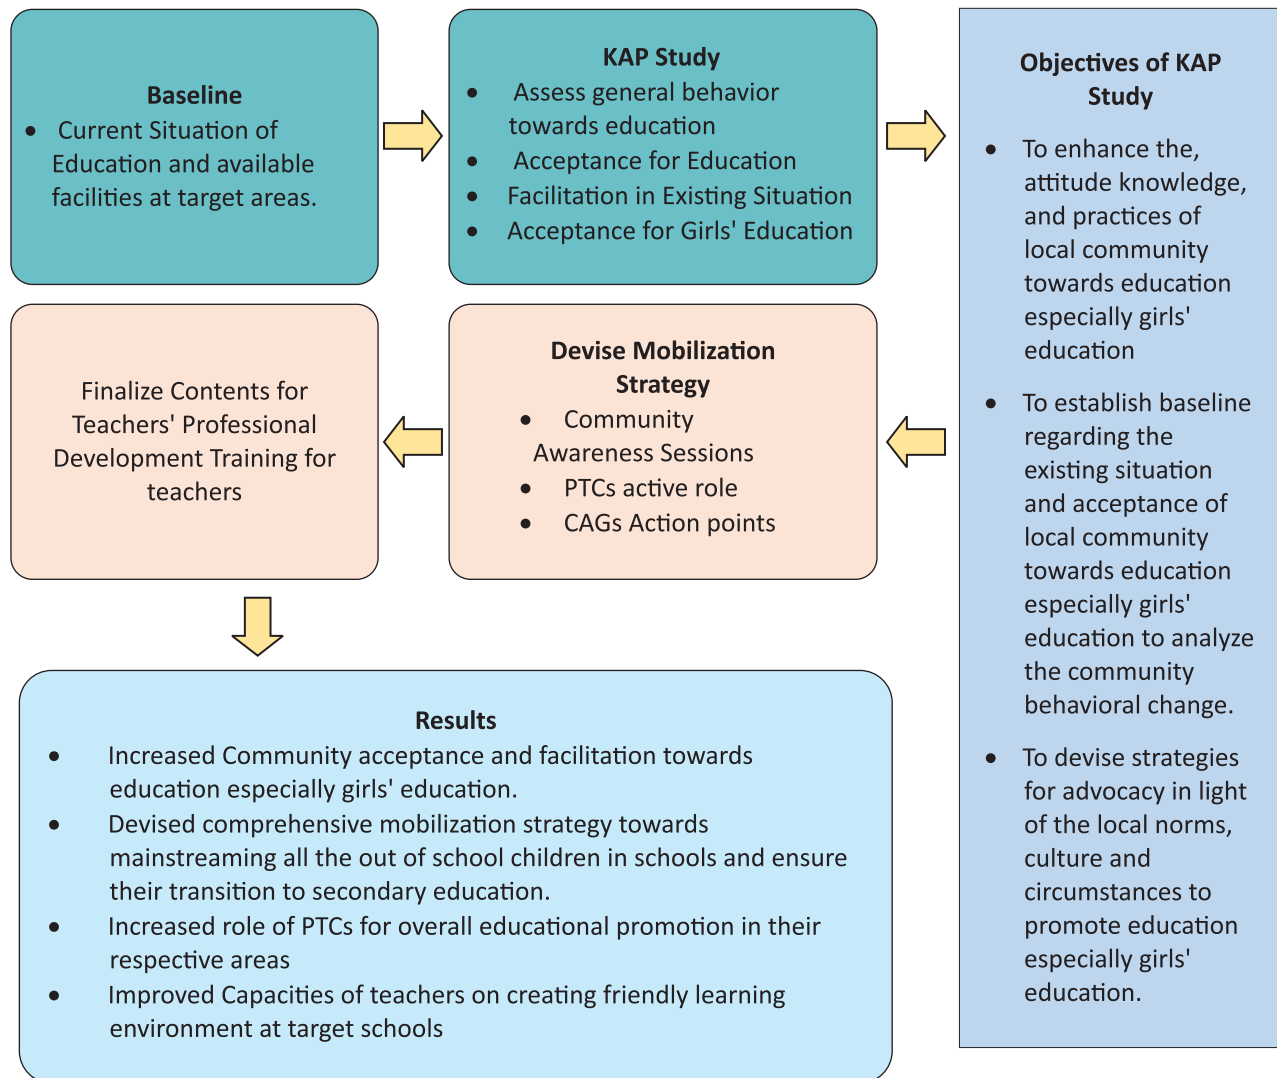 Baseline
• Current Situation of
Education and available
facilities at target areas.
KAP Study
• Assess general behavior
towards education
• Acceptance for Education
• Facilitation in Existing Situation
• Acceptance for Girls' Education
Objectives of KAP
Study
• To enhance the,
attitude knowledge,
and practices of
local community
towards education
especially girls'
education
• To establish baseline
regarding the
existing situation
and acceptance of
local community
towards education
especially girls'
education to analyze
the community
behavioral change.
• To devise strategies
for advocacy in light
of the local norms,
culture and
circumstances to
promote education
especially girls'
education.
Devise Mobilization
Strategy
• Community
Awareness Sessions
• PTCs active role
• CAGs Action points
Finalize Contents for
Teachers' Professional
Development Training for
teachers
Results
• Increased Community acceptance and facilitation towards
education especially girls' education.
• Devised comprehensive mobilization strategy towards
mainstreaming all the out of school children in schools and ensure
their transition to secondary education.
• Increased role of PTCs for overall educational promotion in their
respective areas
• Improved Capacities of teachers on creating friendly learning
environment at target schools